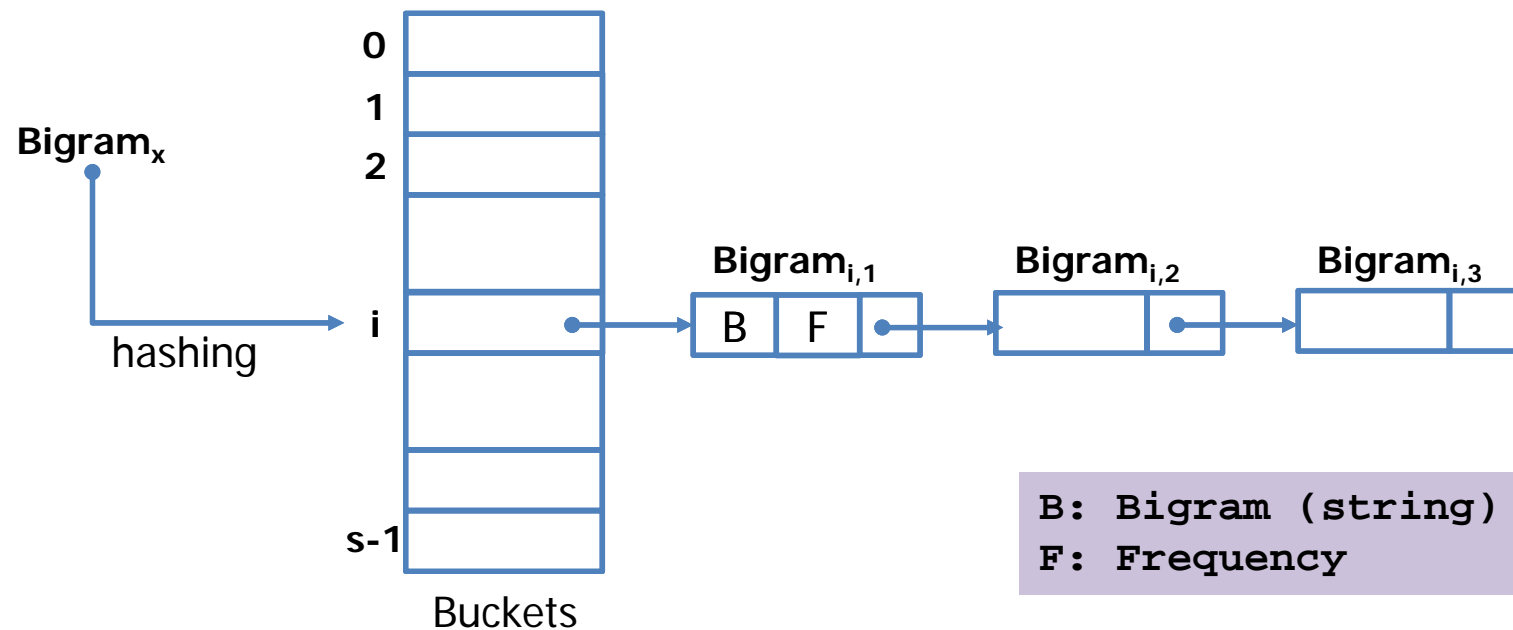 0
1
Bigramx
2
Bigrami,1
Bigrami,2
Bigrami,3
i
B
F
hashing
B: Bigram (string)
F: Frequency
s-1
Buckets